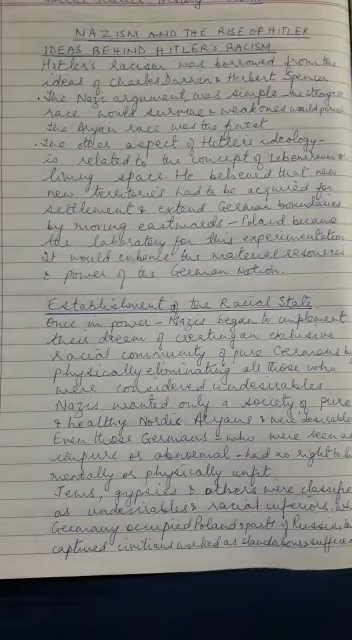 NAZISM AND THE RISE OF HITLER
IDEAS BEHIND HITLER'S RACISM
Hitler's Racism was borrowed from the
ideas of Charles Darwan & Herbert Spencer
. The Nazi argument was simple - the stronger
race would survive & weak ones would perish
The Aryan race was the finest
. The other aspect of Hitlers ideology -
is related to the concept of Lebensraum or
living space. He believed that new
new territories had to be acquired for
settlement & extend German boundaries
by moving eastwards - Poland became
the laboratory for this experimentation
It would enhance the material resources
& power of the German Nation.
Establishment of the Racial State
Once in power - Nazis began to implement
their dream of creating an exclusive
racial community of pure Germans by
physically eliminating all those who
were considered undesirables
Nazis wanted only a society of pure
& healthy Nordic Aryans & were desirable
Even those Germans who were seen as
impure or abnormal - had no right to
mentally or physically unfit
Jews, gypsies & others were classified
as undesirables & racial inferiors.
Germany occupied Poland & parts of Russia,
captured civilians worked as slave labour & suffered